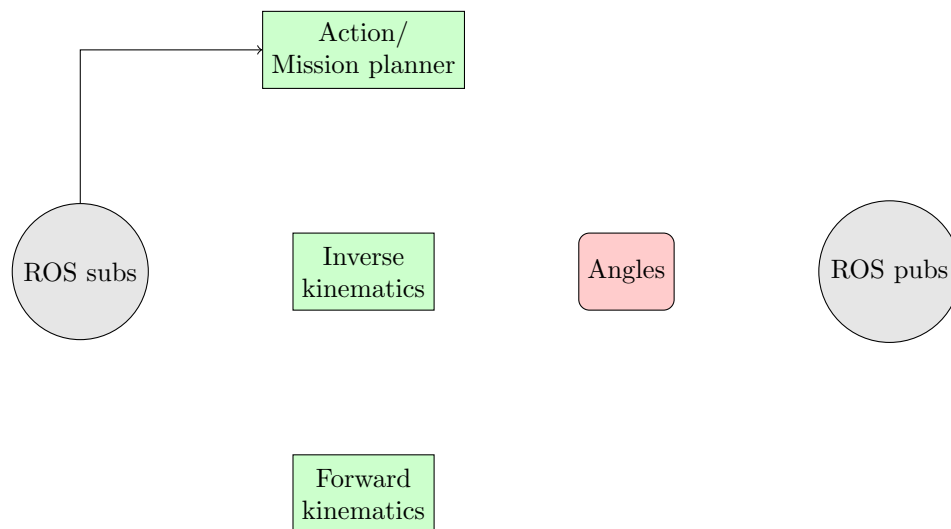 Action/
Mission planner
ROS subs
Inverse
kinematics
Angles
ROS pubs
Forward
kinematics